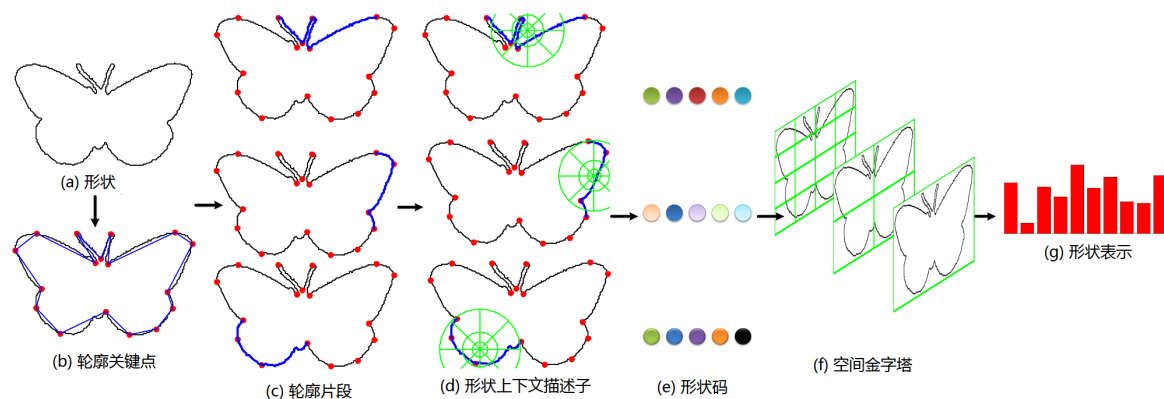 (a) 形状
(b) 轮廓关键点
(c) 轮廓片段
(d) 形状上下文描述子
(e) 形状码
(f) 空间金字塔
(g) 形状表示